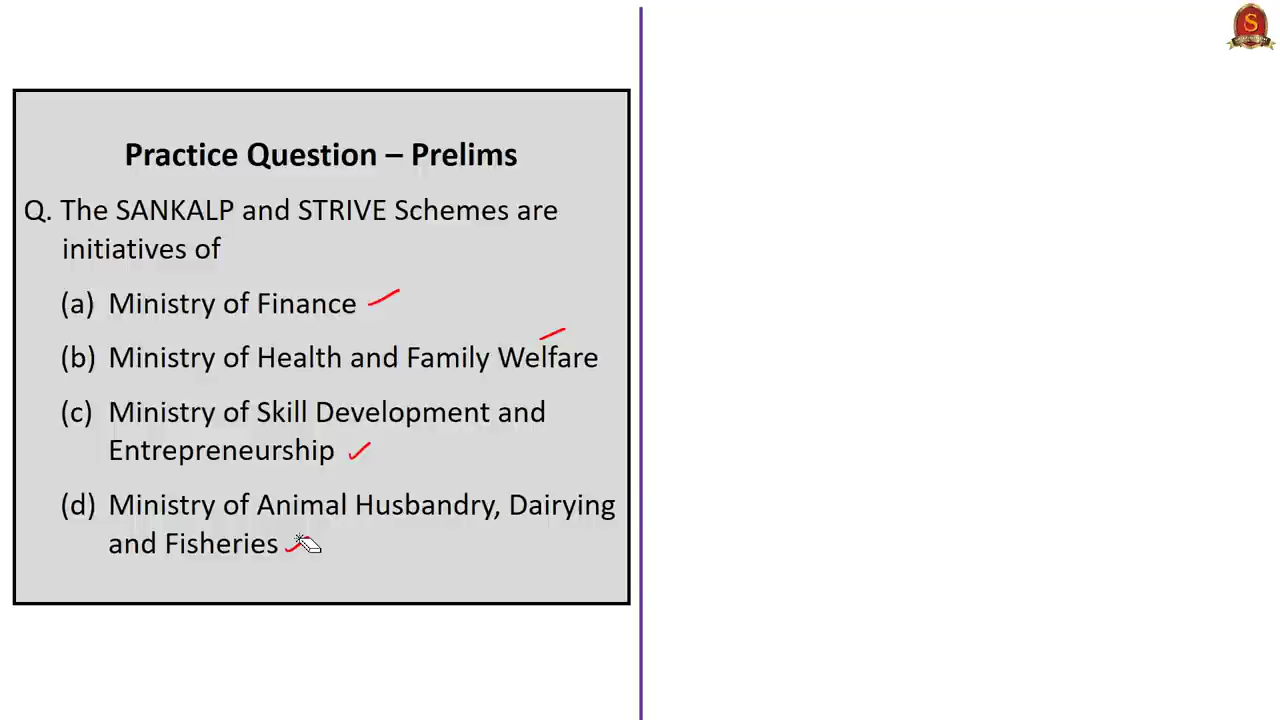 Practice Question – Prelims
Q. The SANKALP and STRIVE Schemes are
initiatives of
(a) Ministry of Finance
(b) Ministry of Health and Family Welfare
(c) Ministry of Skill Development and
Entrepreneurship
(d) Ministry of Animal Husbandry, Dairying
and Fisheries
S